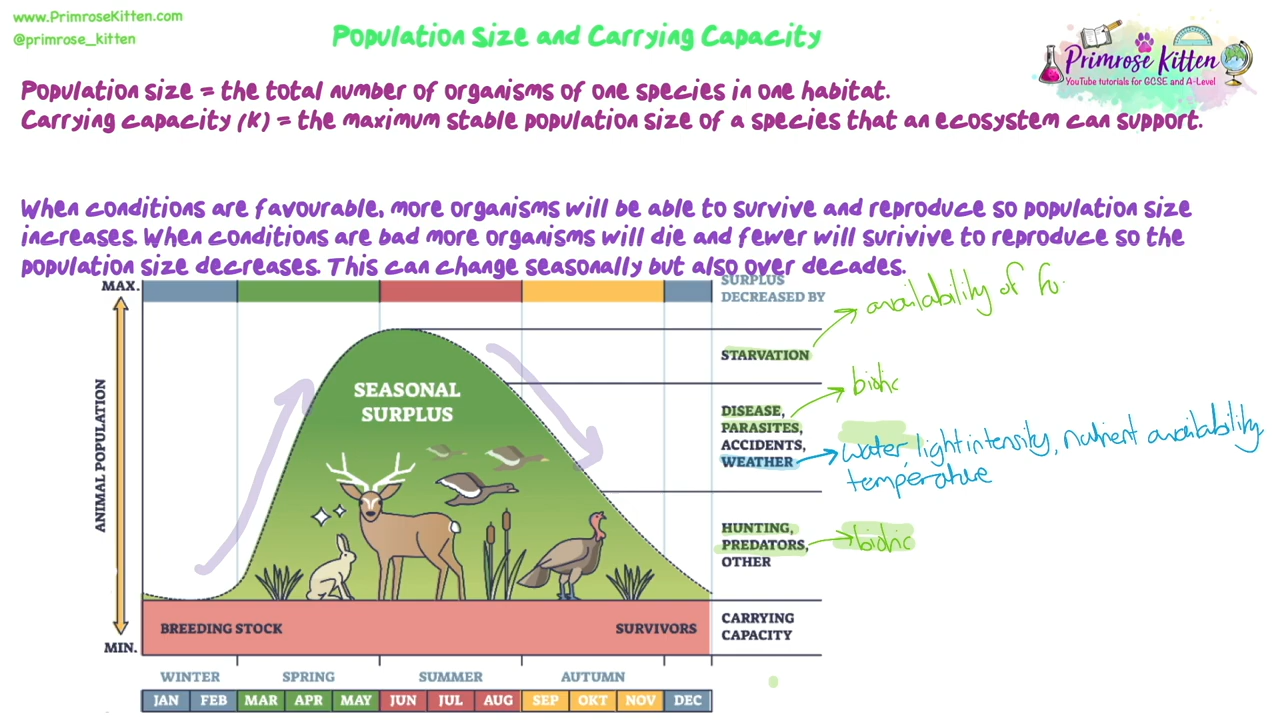 www.PrimroseKitten.com
@primrose_kitten
Population Size and Carrying Capacity
Primrose Kitten
YouTube tutorials for GCSE and A-Level
Population size = the total number of organisms of one species in one habitat.
Carrying capacity (K) = the maximum stable population size of a species that an ecosystem can support.
When conditions are favourable, more organisms will be able to survive and reproduce so population size
increases. When conditions are bad more organisms will die and fewer will surivive to reproduce so the
population size decreases. This can change seasonally but also over decades.
MAX.
SURPLUS
DECREASED BY
availability of fo
STARVATION
biotic
SEASONAL
SURPLUS
ANIMAL POPULATION
DISEASE,
PARASITES,
ACCIDENTS,
WEATHER
water, light intensity, nutrient availability,
temperature
HUNTING,
PREDATORS,
OTHER
biotic
BREEDING STOCK
SURVIVORS
CARRYING
CAPACITY
MIN.
WINTER SPRING SUMMER AUTUMN
JAN FEB MAR APR MAY JUN JUL AUG SEP OKT NOV DEC